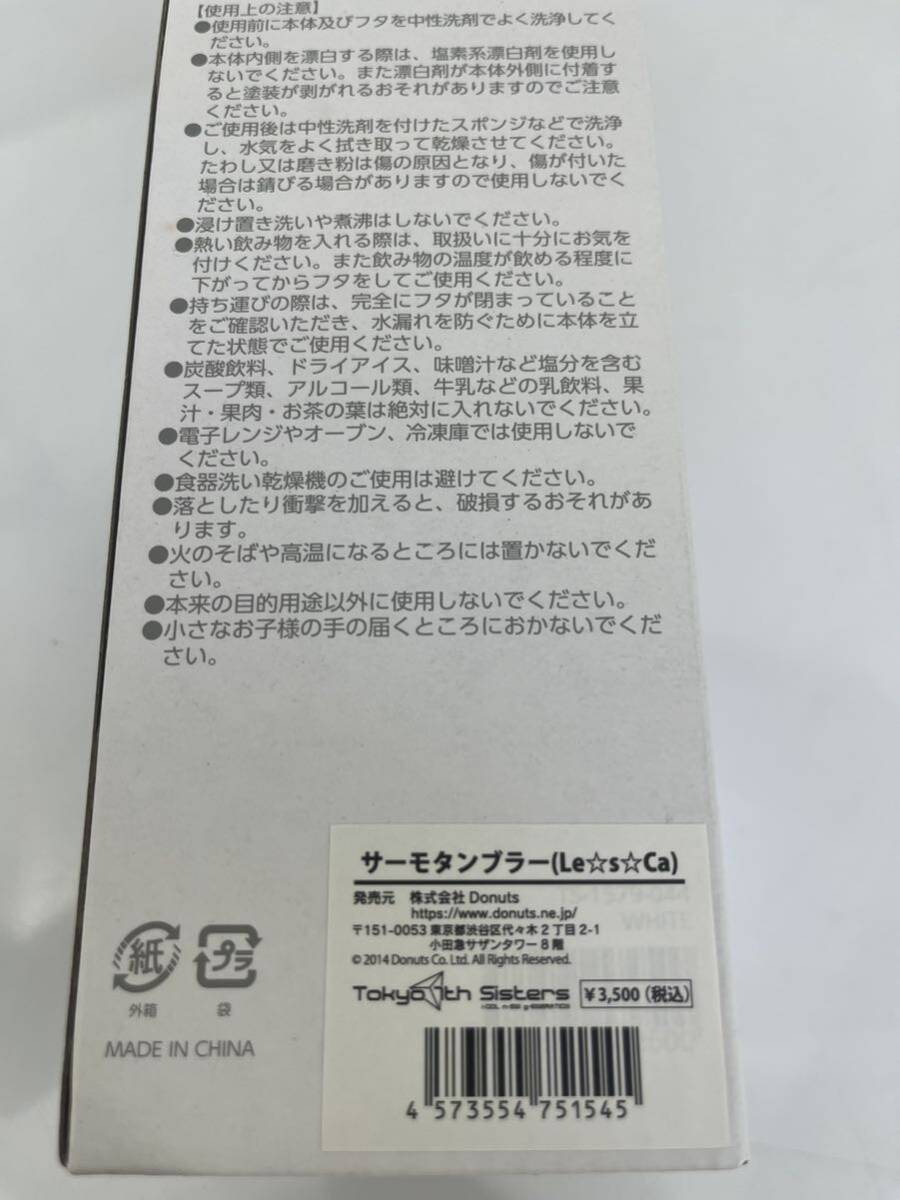 【使用上の注意】
●使用前に本体及びフタを中性洗剤でよく洗浄してく
ださい。
●本体内側を漂白する際は、塩素系漂白剤を使用し
ないでください。また漂白剤が本体外側に付着す
ると塗装が剥がれるおそれがありますのでご注意
ください。
●ご使用後は中性洗剤を付けたスポンジなどで洗浄
し、水気をよく拭き取って乾燥させてください。
たわし又は磨き粉は傷の原因となり、傷が付いた
場合は錆びる場合がありますので使用しないでく
ださい。
●浸け置き洗いや煮沸はしないでください。
●熱い飲み物を入れる際は、取扱いに十分にお気を
付けください。また飲み物の温度が飲める程度に
下がってからフタをしてご使用ください。
●持ち運びの際は、完全にフタが閉まっていること
をご確認いただき、水漏れを防ぐために本体を立
てた状態でご使用ください。
●炭酸飲料、ドライアイス、味噌汁など塩分を含む
スープ類、アルコール類、牛乳などの乳飲料、果
汁・果肉・お茶の葉は絶対に入れないでください。
●電子レンジやオーブン、冷凍庫では使用しないで
ください。
●食器洗い乾燥機のご使用は避けてください。
●落としたり衝撃を加えると、破損するおそれがあ
ります。
●火のそばや高温になるところには置かないでくだ
さい。
●本来の目的用途以外に使用しないでください。
●小さなお子様の手の届くところにおかないでくだ
さい。
サーモタンブラー(Le☆s☆Ca)
発売元 株式会社 Donuts
https://www.donuts.ne.jp/
〒151-0053 東京都渋谷区代々木2丁目2-1
小田急サザンタワー8階
© 2014 Donuts Co. Ltd. All Rights Reserved.
Tokyo 7th Sisters
¥3,500（税込）
4 573554 751545
紙
プラ
外箱
袋
MADE IN CHINA
WHITE